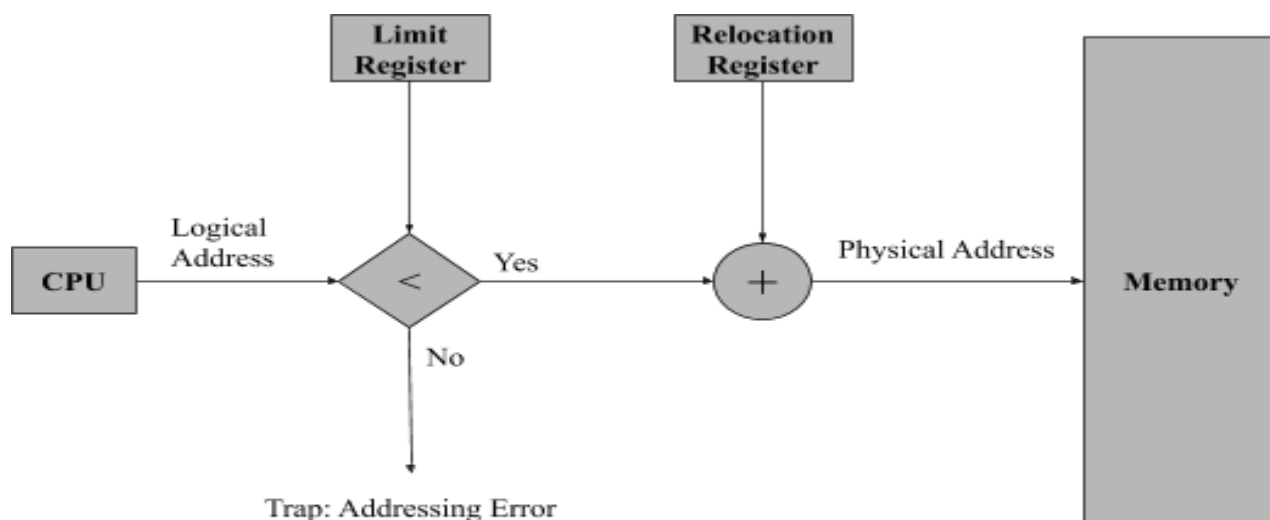 Limit
Register
Relocation
Register
Logical
Address
CPU
<
Yes
+
Physical Address
Memory
No
Trap: Addressing Error